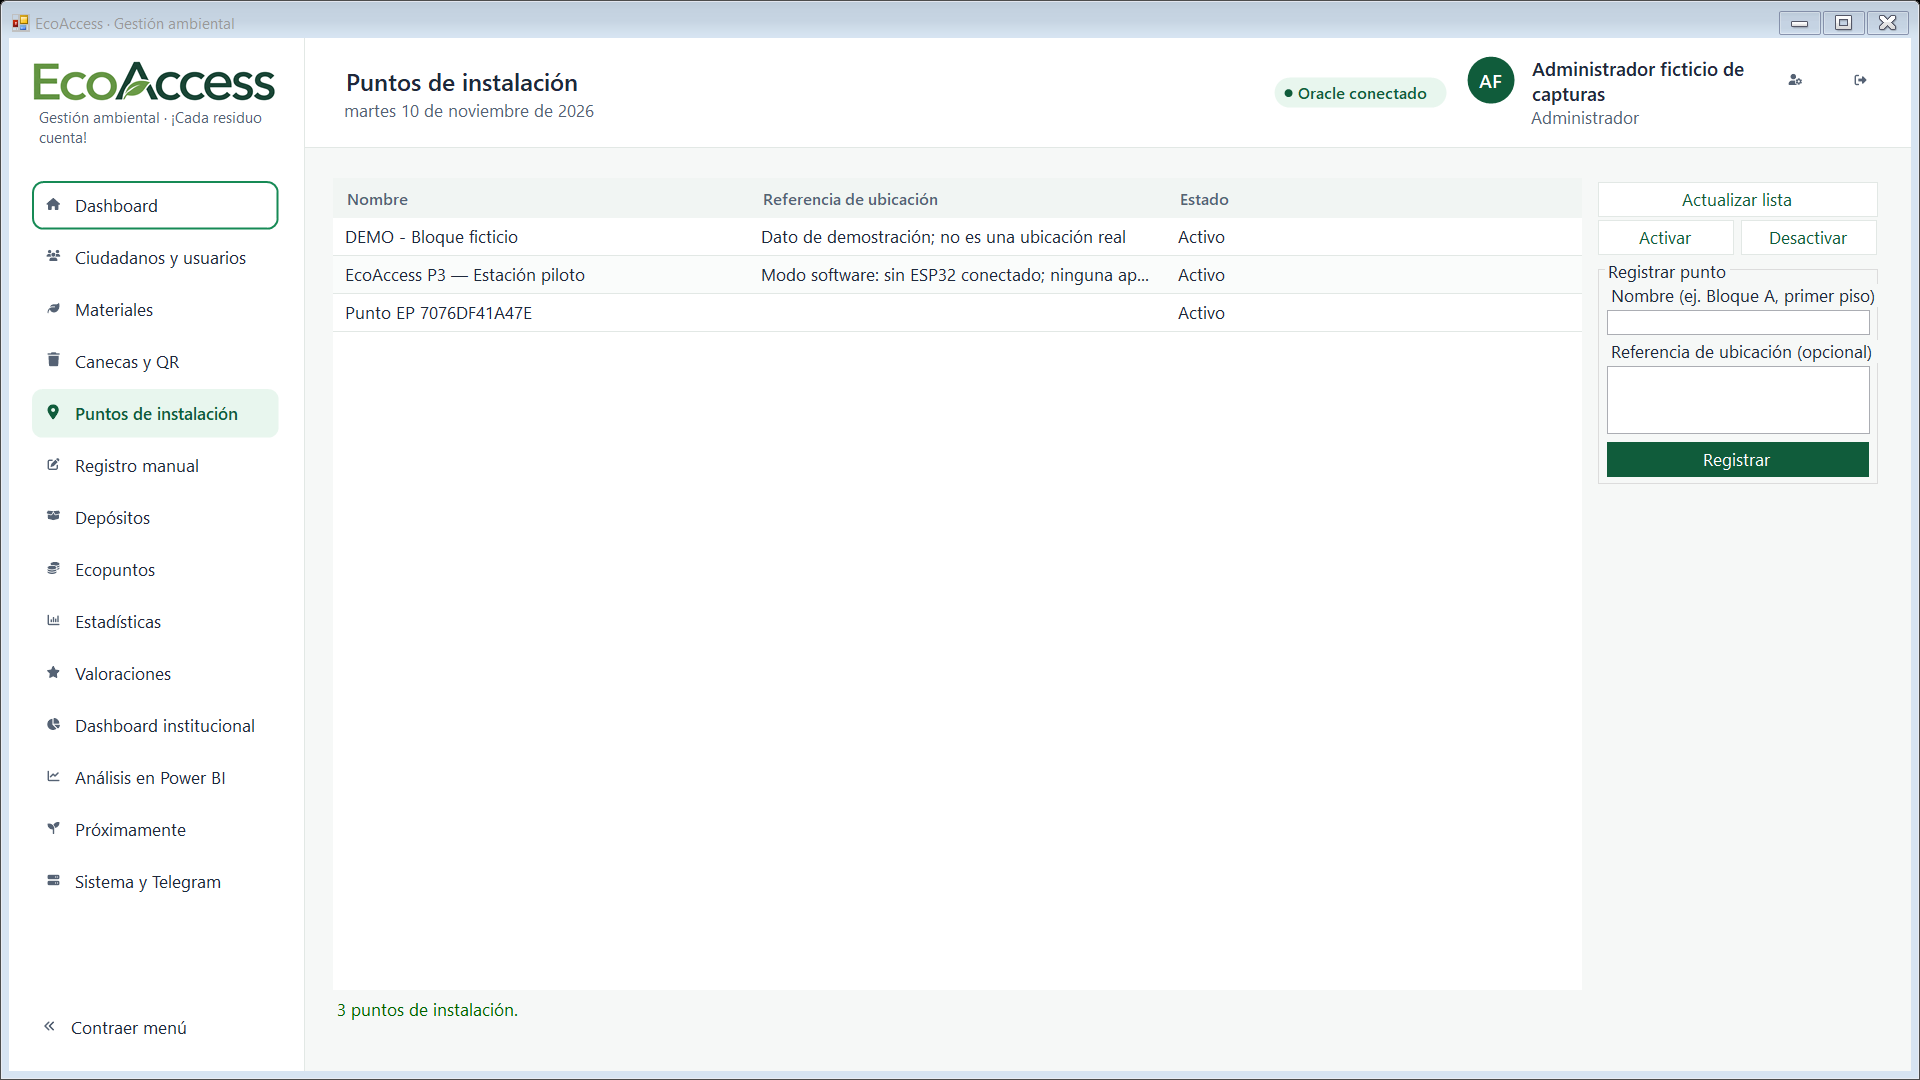 EcoAccess · Gestión ambiental
EcoAccess
Gestión ambiental · ¡Cada residuo
cuenta!
Dashboard
Ciudadanos y usuarios
Materiales
Canecas y QR
Puntos de instalación
Registro manual
Depósitos
Ecopuntos
Estadísticas
Valoraciones
Dashboard institucional
Análisis en Power BI
Próximamente
Sistema y Telegram
Contraer menú
Puntos de instalación
martes 10 de noviembre de 2026
Oracle conectado
AF
Administrador ficticio de
capturas
Administrador
Nombre Referencia de ubicación Estado
DEMO - Bloque ficticio Dato de demostración; no es una ubicación real Activo
EcoAccess P3 — Estación piloto Modo software: sin ESP32 conectado; ninguna ap... Activo
Punto EP 7076DF41A47E Activo
3 puntos de instalación.
Actualizar lista
Activar Desactivar
Registrar punto
Nombre (ej. Bloque A, primer piso)
Referencia de ubicación (opcional)
Registrar